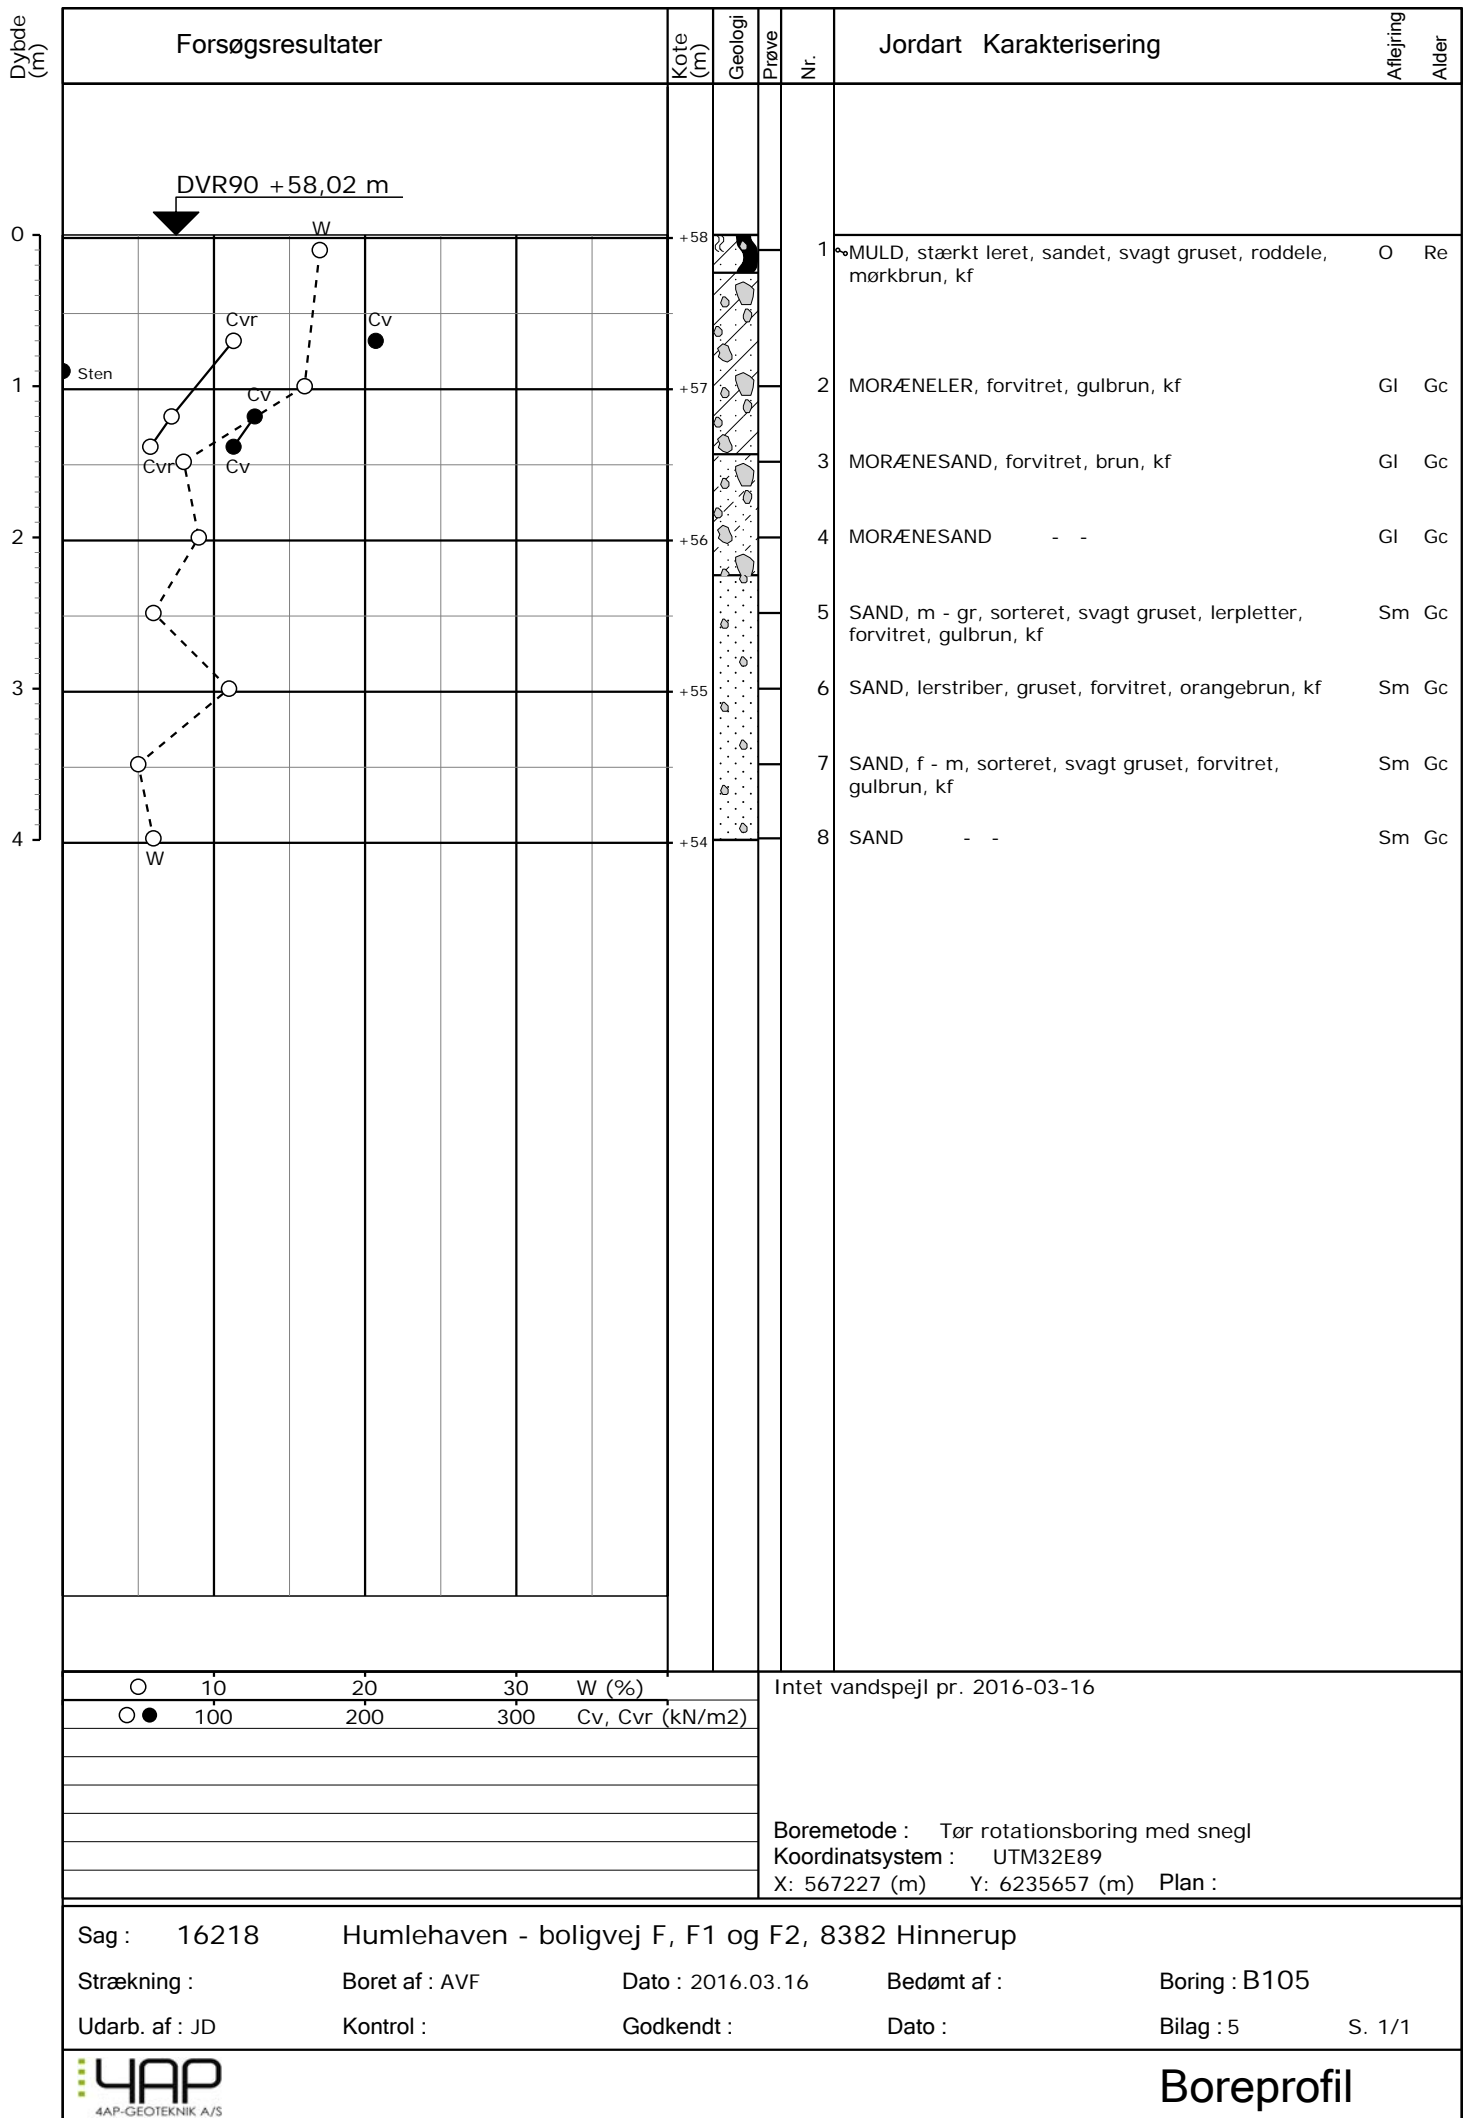 Dybde (m)
Forsøgsresultater
Kote (m)
Geologi
Prøve
Nr.
Jordart Karakterisering
Aflejring
Alder
DVR90 +58,02 m
W
0
+58
1 MULD, stærkt leret, sandet, svagt gruset, roddele, O Re
mørkbrun, kf
Cvr
Cv
Sten
1
Cv
+57
2 MORÆNELER, forvitret, gulbrun, kf Gl Gc
Cvr
Cv
3 MORÆNESAND, forvitret, brun, kf Gl Gc
2
+56
4 MORÆNESAND - - Gl Gc
5 SAND, m - gr, sorteret, svagt gruset, lerpletter, Sm Gc
forvitret, gulbrun, kf
3
+55
6 SAND, lerstriber, gruset, forvitret, orangebrun, kf Sm Gc
7 SAND, f - m, sorteret, svagt gruset, forvitret, Sm Gc
gulbrun, kf
4
+54
8 SAND - - Sm Gc
W
10 20 30 W (%)
100 200 300 Cv, Cvr (kN/m2)
Intet vandspejl pr. 2016-03-16
Boremetode : Tør rotationsboring med snegl
Koordinatsystem : UTM32E89
X: 567227 (m) Y: 6235657 (m) Plan :
Sag : 16218 Humlehaven - boligvej F, F1 og F2, 8382 Hinnerup
Strækning : Boret af : AVF Dato : 2016.03.16 Bedømt af : Boring : B105
Udarb. af : JD Kontrol : Godkendt : Dato : Bilag : 5 S. 1/1
4AP
4AP-GEOTEKNIK A/S
Boreprofil